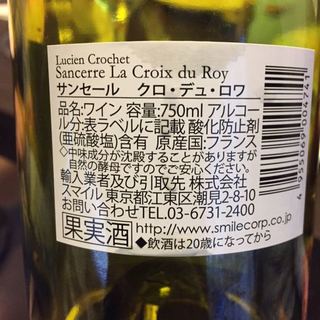 Lucien Crochet
Sancerre La Croix du Roy
サンセール クロ・デュ・ロワ
品名:ワイン 容量:750ml アルコー
ル分:表ラベルに記載 酸化防止剤
(亜硫酸塩)含有 原産国:フランス
◇中味成分が沈殿することがありますが
自然の酵母ですのでご安心下さい。
輸入業者及び引取先 株式会社
スマイル 東京都江東区潮見2-8-10
お問い合わせTEL.03-6731-2400
果実酒
http://www.smilecorp.co.jp
◆飲酒は20歳になってから
4955069004741